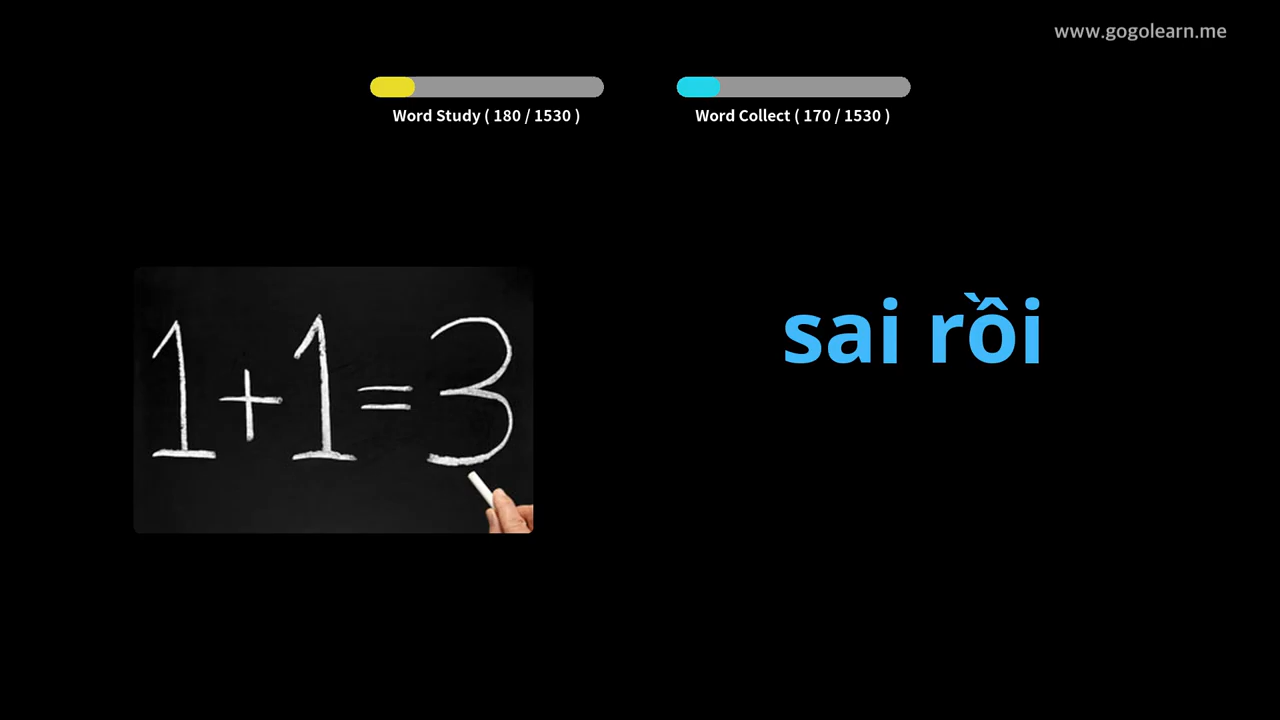 www.gogolearn.me
Word Study ( 180 / 1530 )
Word Collect ( 170 / 1530 )
1+1=3
sai rồi